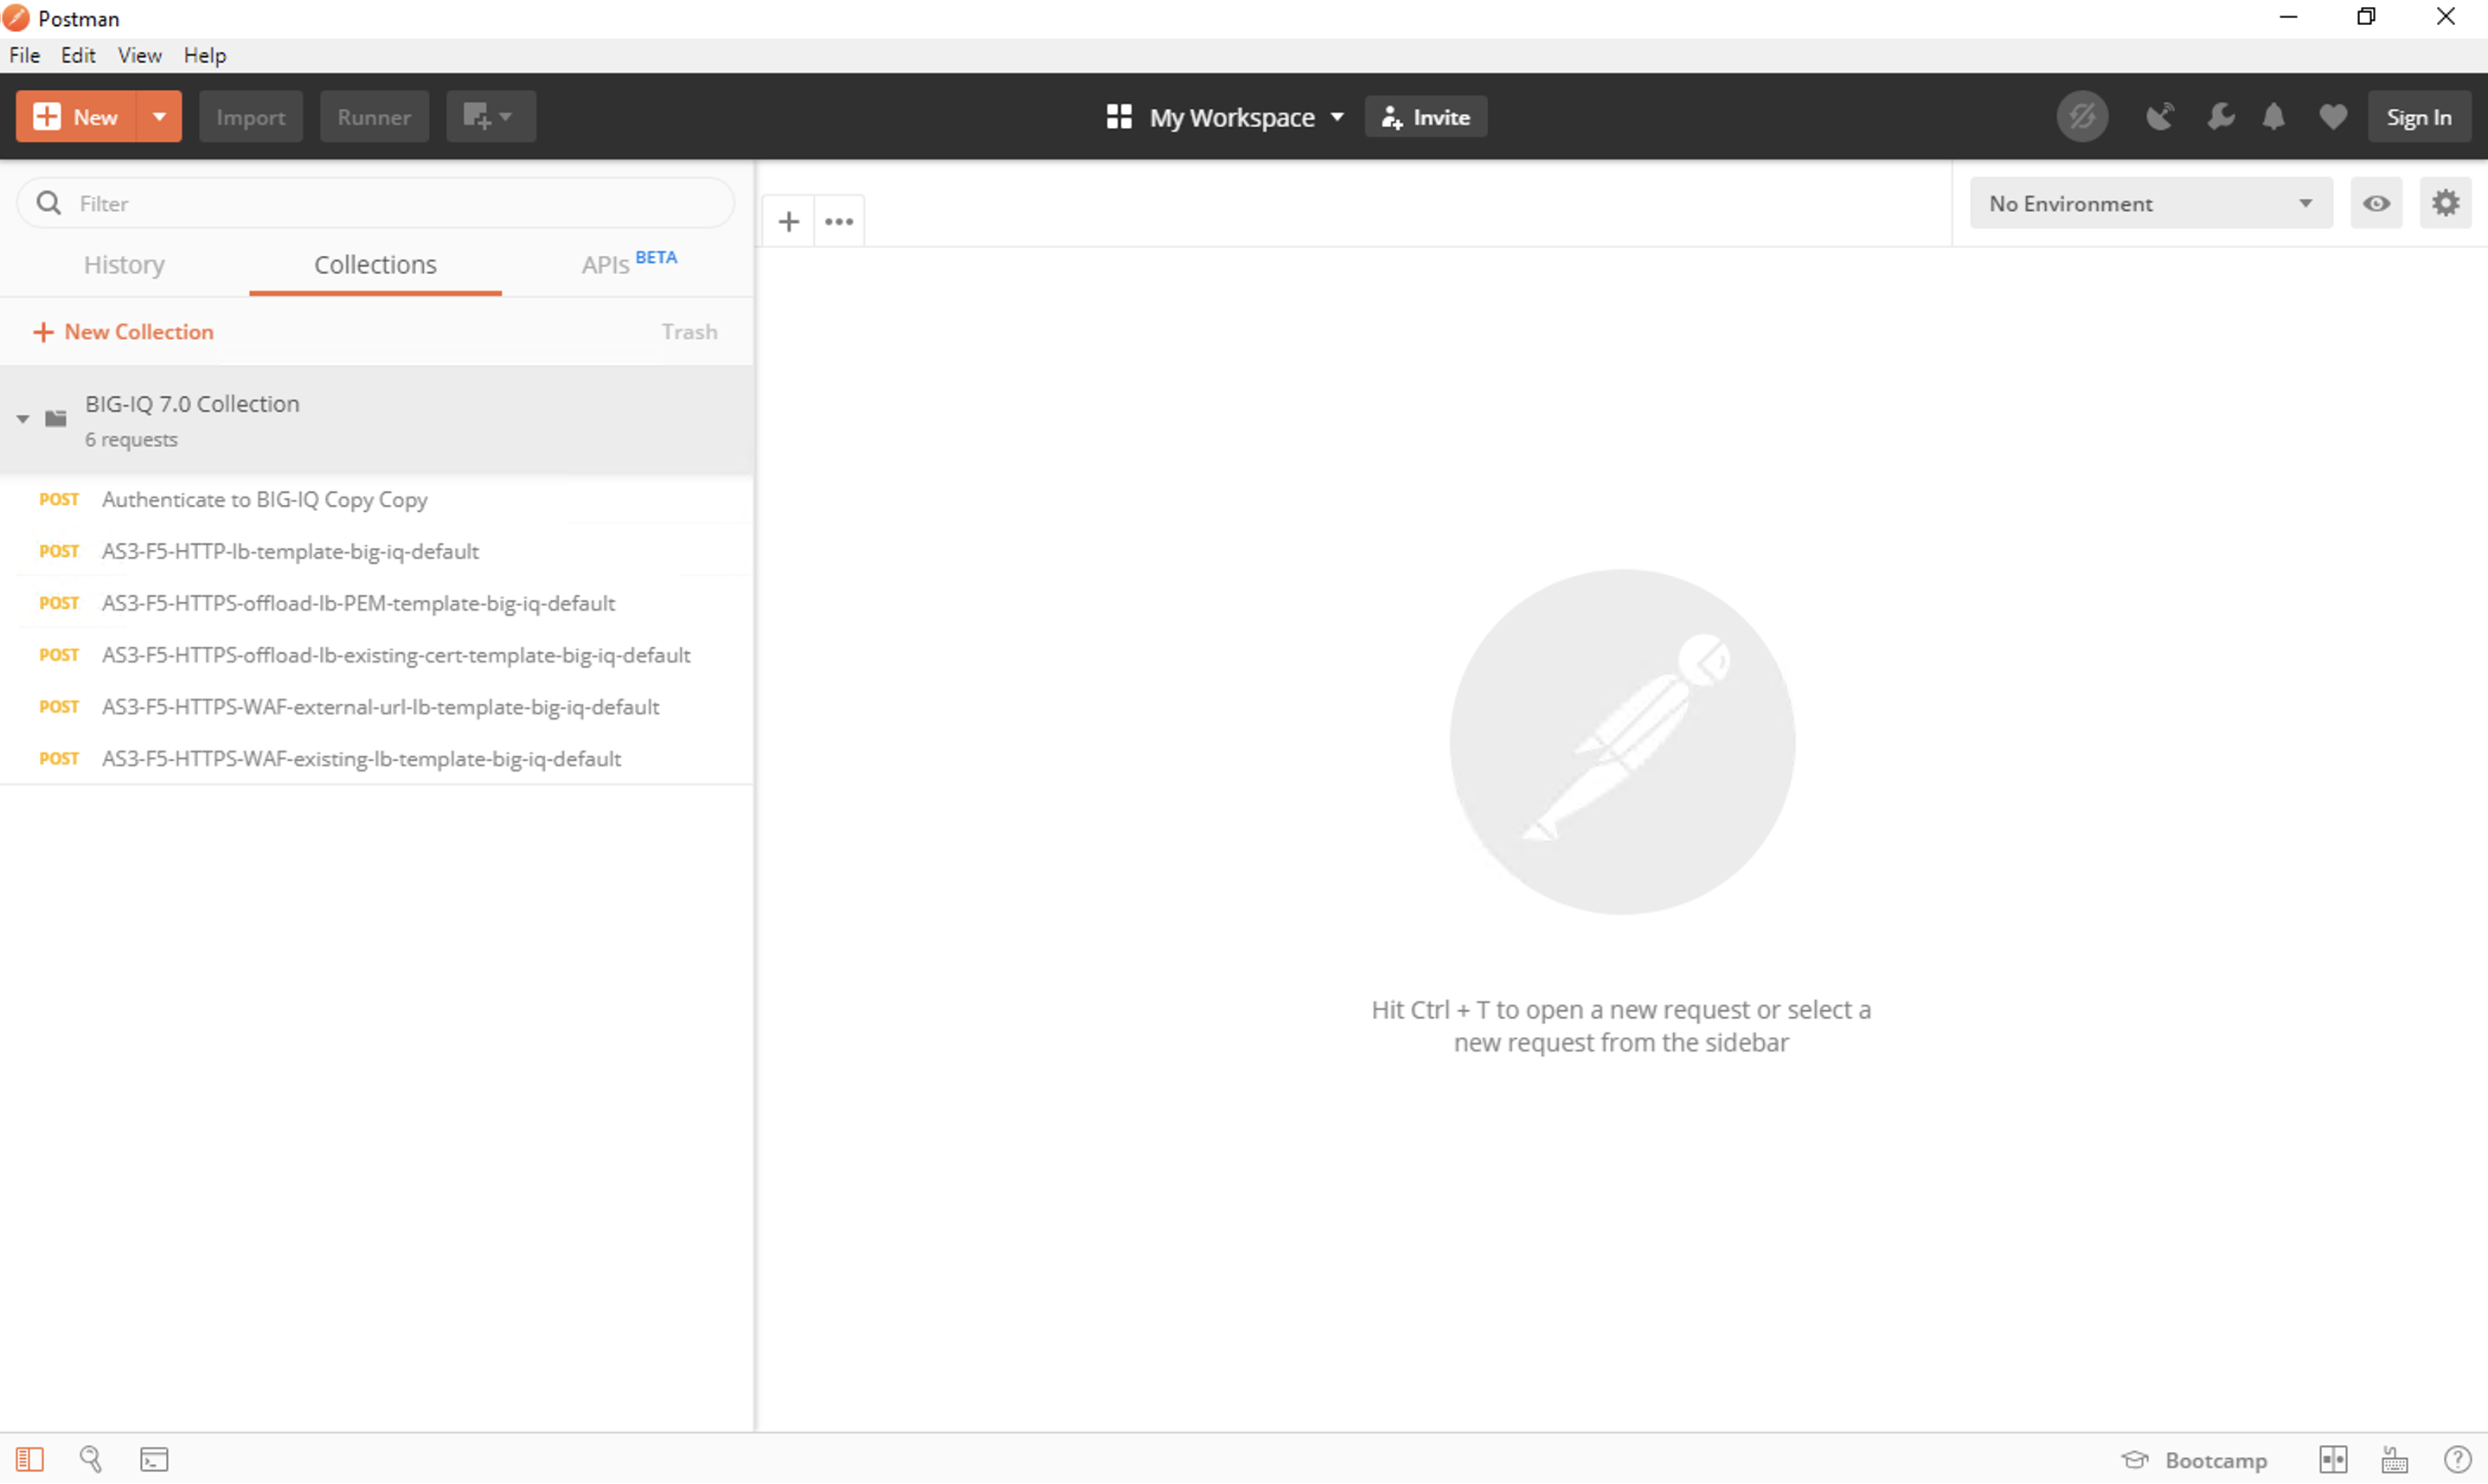 Postman
File Edit View Help
New Import Runner My Workspace Invite Sign In
Filter
No Environment
History Collections APIs BETA
New Collection Trash
BIG-IQ 7.0 Collection
6 requests
POST Authenticate to BIG-IQ Copy Copy
POST AS3-F5-HTTP-lb-template-big-iq-default
POST AS3-F5-HTTPS-offload-lb-PEM-template-big-iq-default
POST AS3-F5-HTTPS-offload-lb-existing-cert-template-big-iq-default
POST AS3-F5-HTTPS-WAF-external-url-lb-template-big-iq-default
POST AS3-F5-HTTPS-WAF-existing-lb-template-big-iq-default
Hit Ctrl + T to open a new request or select a
new request from the sidebar
Bootcamp